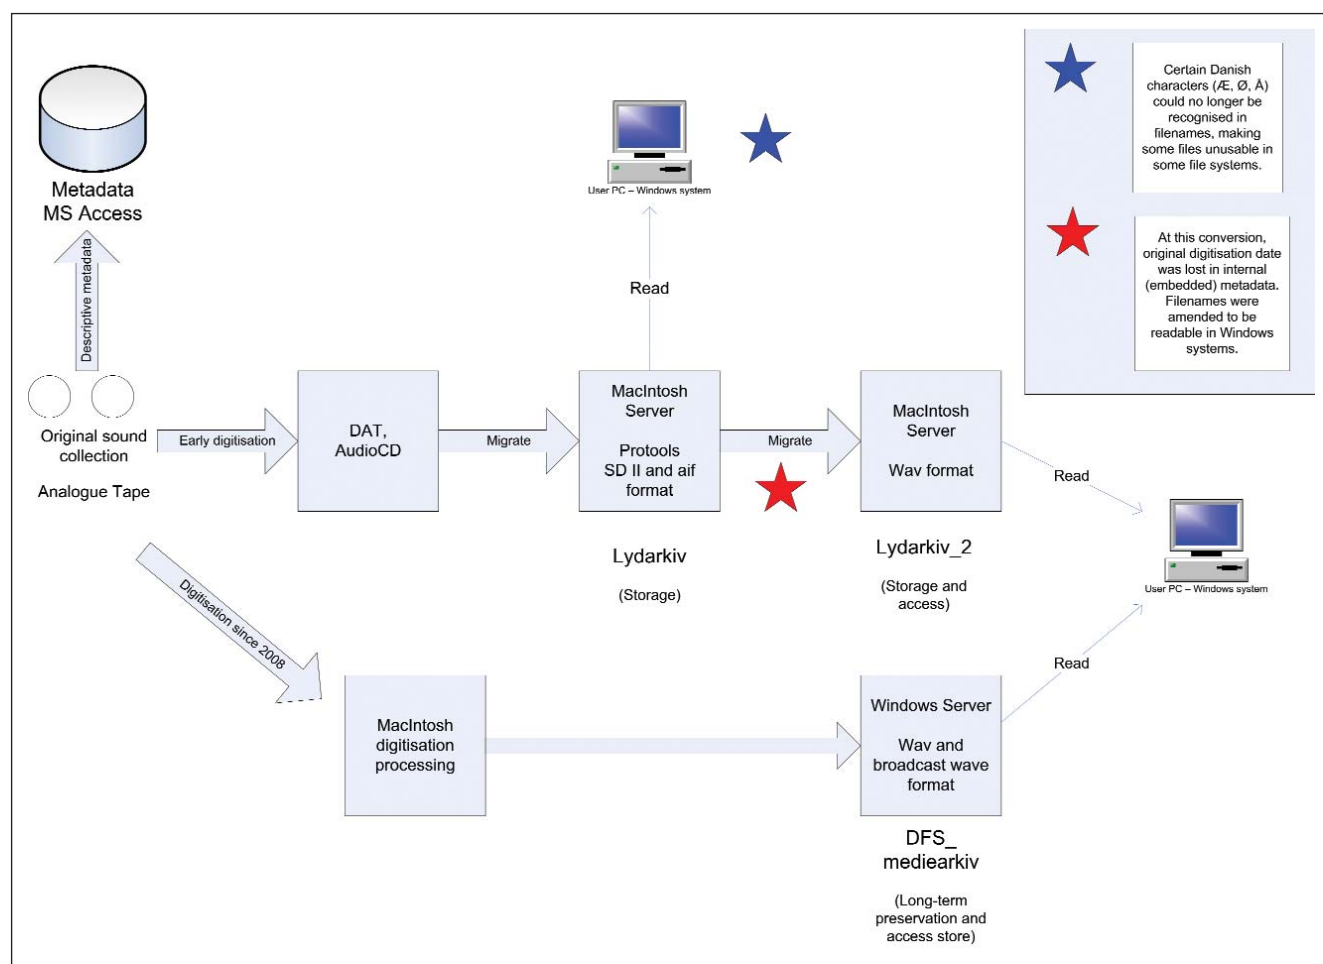 Metadata
MS Access
Descriptive metadata
Original sound
collection
Analogue Tape
Early digitisation
DAT,
AudioCD
Migrate
MacIntosh
Server
Protools
SD II and aif
format
Lydarkiv
(Storage)
Read
User PC – Windows system
Migrate
MacIntosh
Server
Wav format
Lydarkiv_2
(Storage and
access)
Read
User PC – Windows system
Digitisation since 2008
MacIntosh
digitisation
processing
Windows Server
Wav and
broadcast wave
format
DFS_
mediearkiv
(Long-term
preservation and
access store)
Read
Certain Danish
characters (Æ, Ø, Å)
could no longer be
recognised in
filenames, making
some files unusable in
some file systems.
At this conversion,
original digitisation date
was lost in internal
(embedded) metadata.
Filenames were
amended to be
readable in Windows
systems.